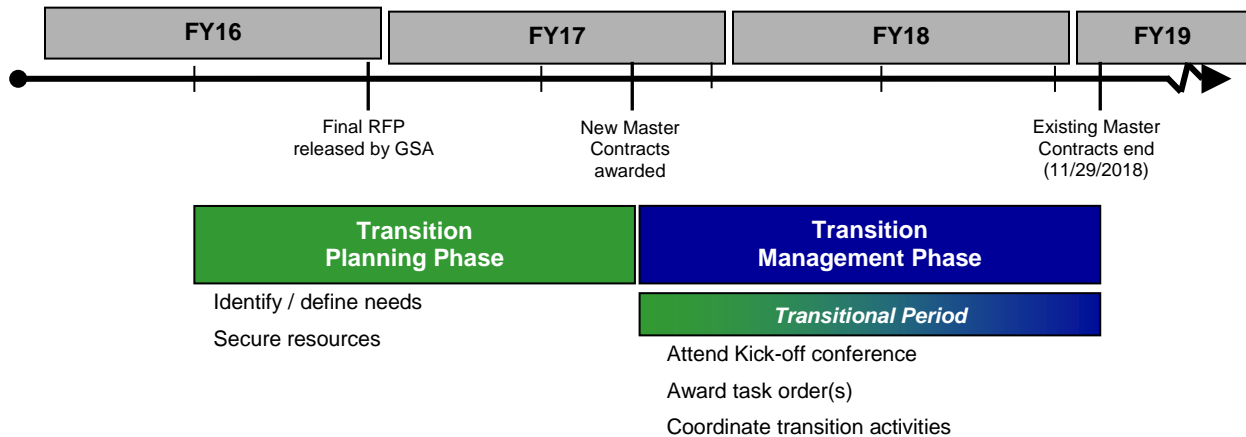 FY16
FY17
FY18
FY19
Final RFP
released by GSA
New Master
Contracts
awarded
Existing Master
Contracts end
(11/29/2018)
Transition
Planning Phase
Transition
Management Phase
Identify / define needs
Secure resources
Transitional Period
Attend Kick-off conference
Award task order(s)
Coordinate transition activities